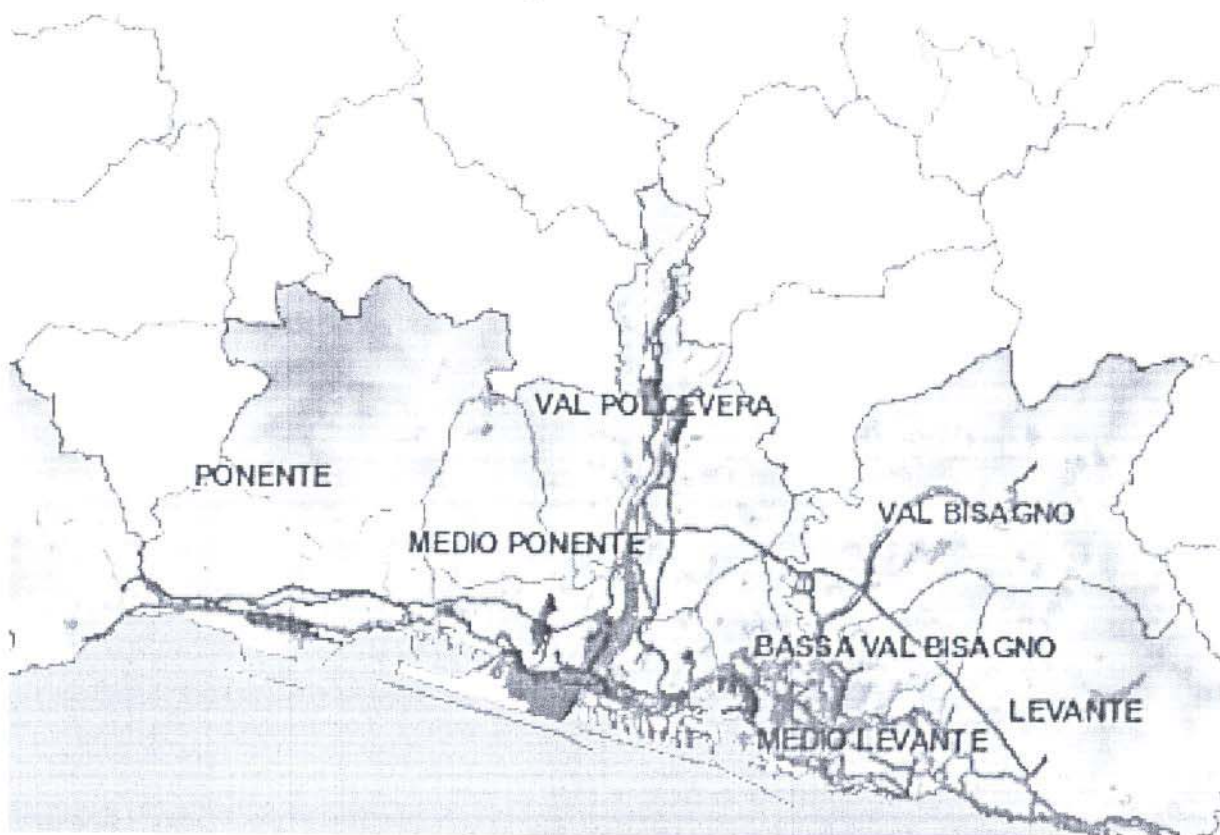 VAL POLCEVERA
PONENTE
VAL BISAGNO
MEDIO PONENTE
BASSA VAL BISAGNO
LEVANTE
MEDIO LEVANTE